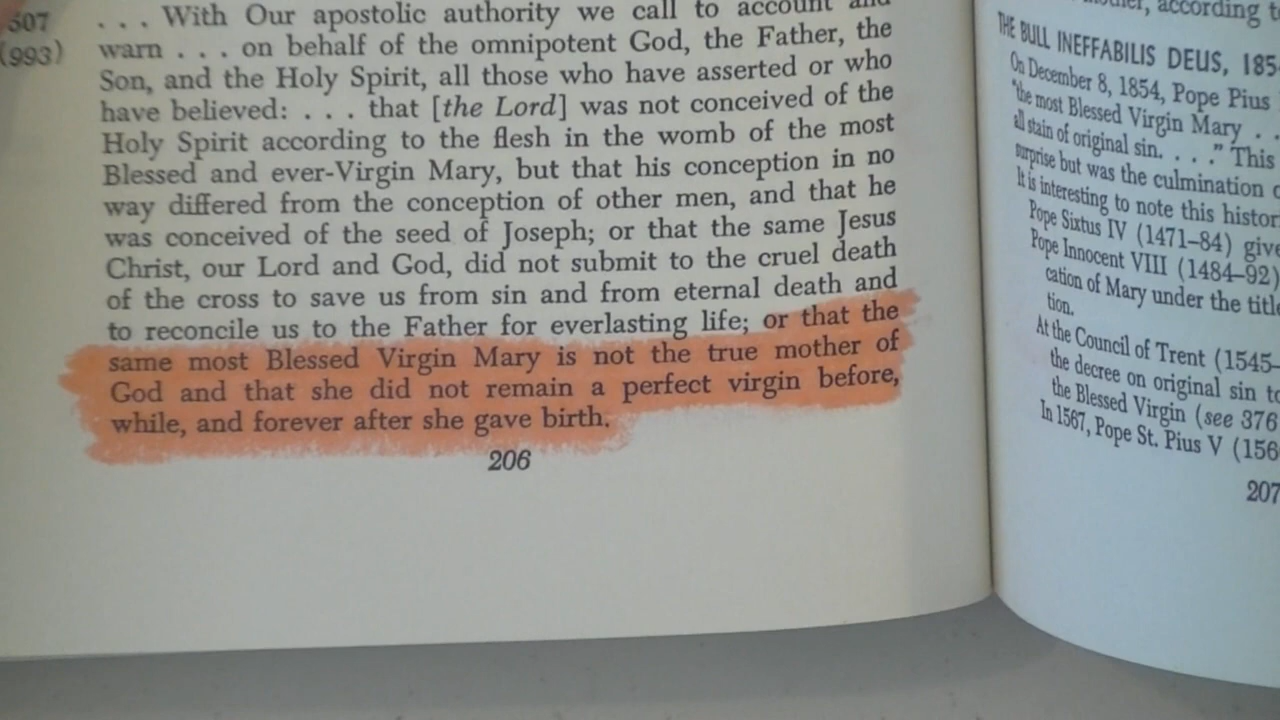 507 . . . With Our apostolic authority we call to account and
(993) warn . . . on behalf of the omnipotent God, the Father, the
Son, and the Holy Spirit, all those who have asserted or who
have believed: . . . that [the Lord] was not conceived of the
Holy Spirit according to the flesh in the womb of the most
Blessed and ever-Virgin Mary, but that his conception in no
way differed from the conception of other men, and that he
was conceived of the seed of Joseph; or that the same Jesus
Christ, our Lord and God, did not submit to the cruel death
of the cross to save us from sin and from eternal death and
to reconcile us to the Father for everlasting life; or that the
same most Blessed Virgin Mary is not the true mother of
God and that she did not remain a perfect virgin before,
while, and forever after she gave birth.
206
according
THE BULL INEFFABILIS DEUS, 185
On December 8, 1854, Pope Pius
"the most Blessed Virgin Mary . .
all stain of original sin. . . ." This
surprise but was the culmination
It is interesting to note this histor
Pope Sixtus IV (1471–84) give
Pope Innocent VIII (1484–92)
cation of Mary under the titl
tion.
At the Council of Trent (1545–
the decree on original sin to
the Blessed Virgin (see 376
In 1567, Pope St. Pius V (156
207